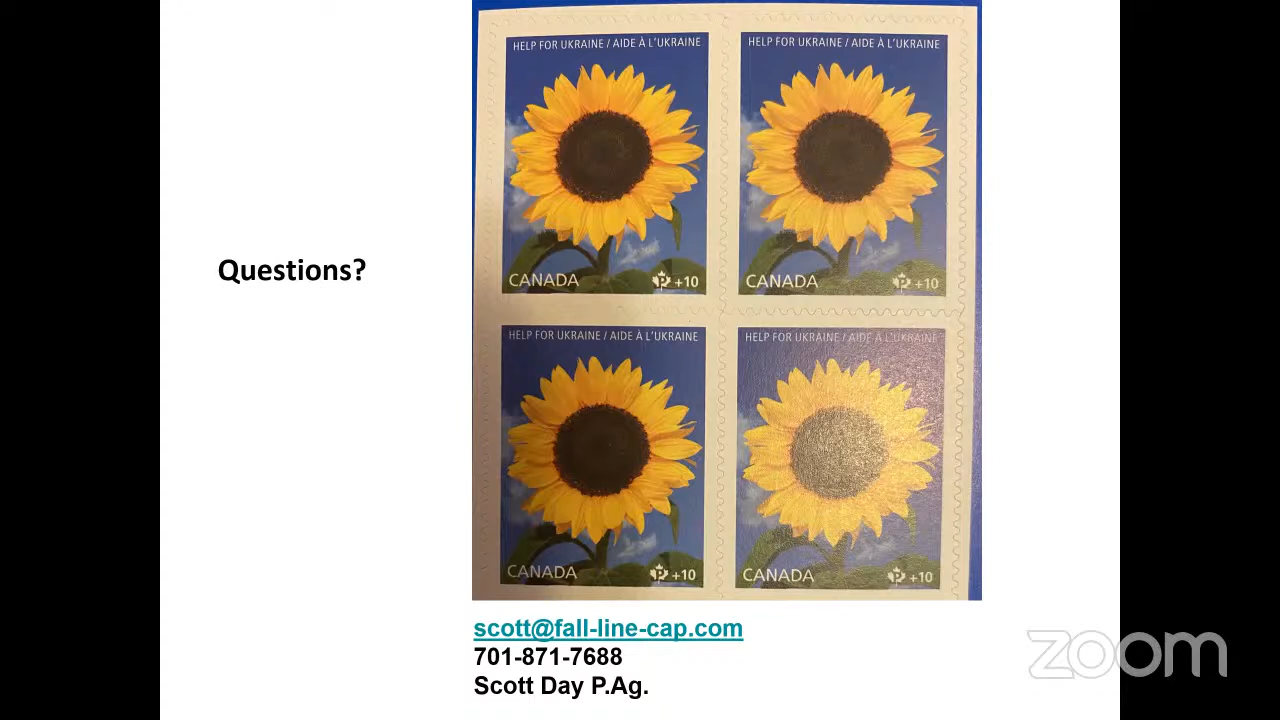 Questions?
HELP FOR UKRAINE / AIDE À L'UKRAINE
CANADA
P +10
HELP FOR UKRAINE / AIDE À L'UKRAINE
CANADA
P +10
HELP FOR UKRAINE / AIDE À L'UKRAINE
CANADA
P +10
HELP FOR UKRAINE / AIDE À L'UKRAINE
CANADA
P +10
scott@fall-line-cap.com
701-871-7688
Scott Day P.Ag.
zoom